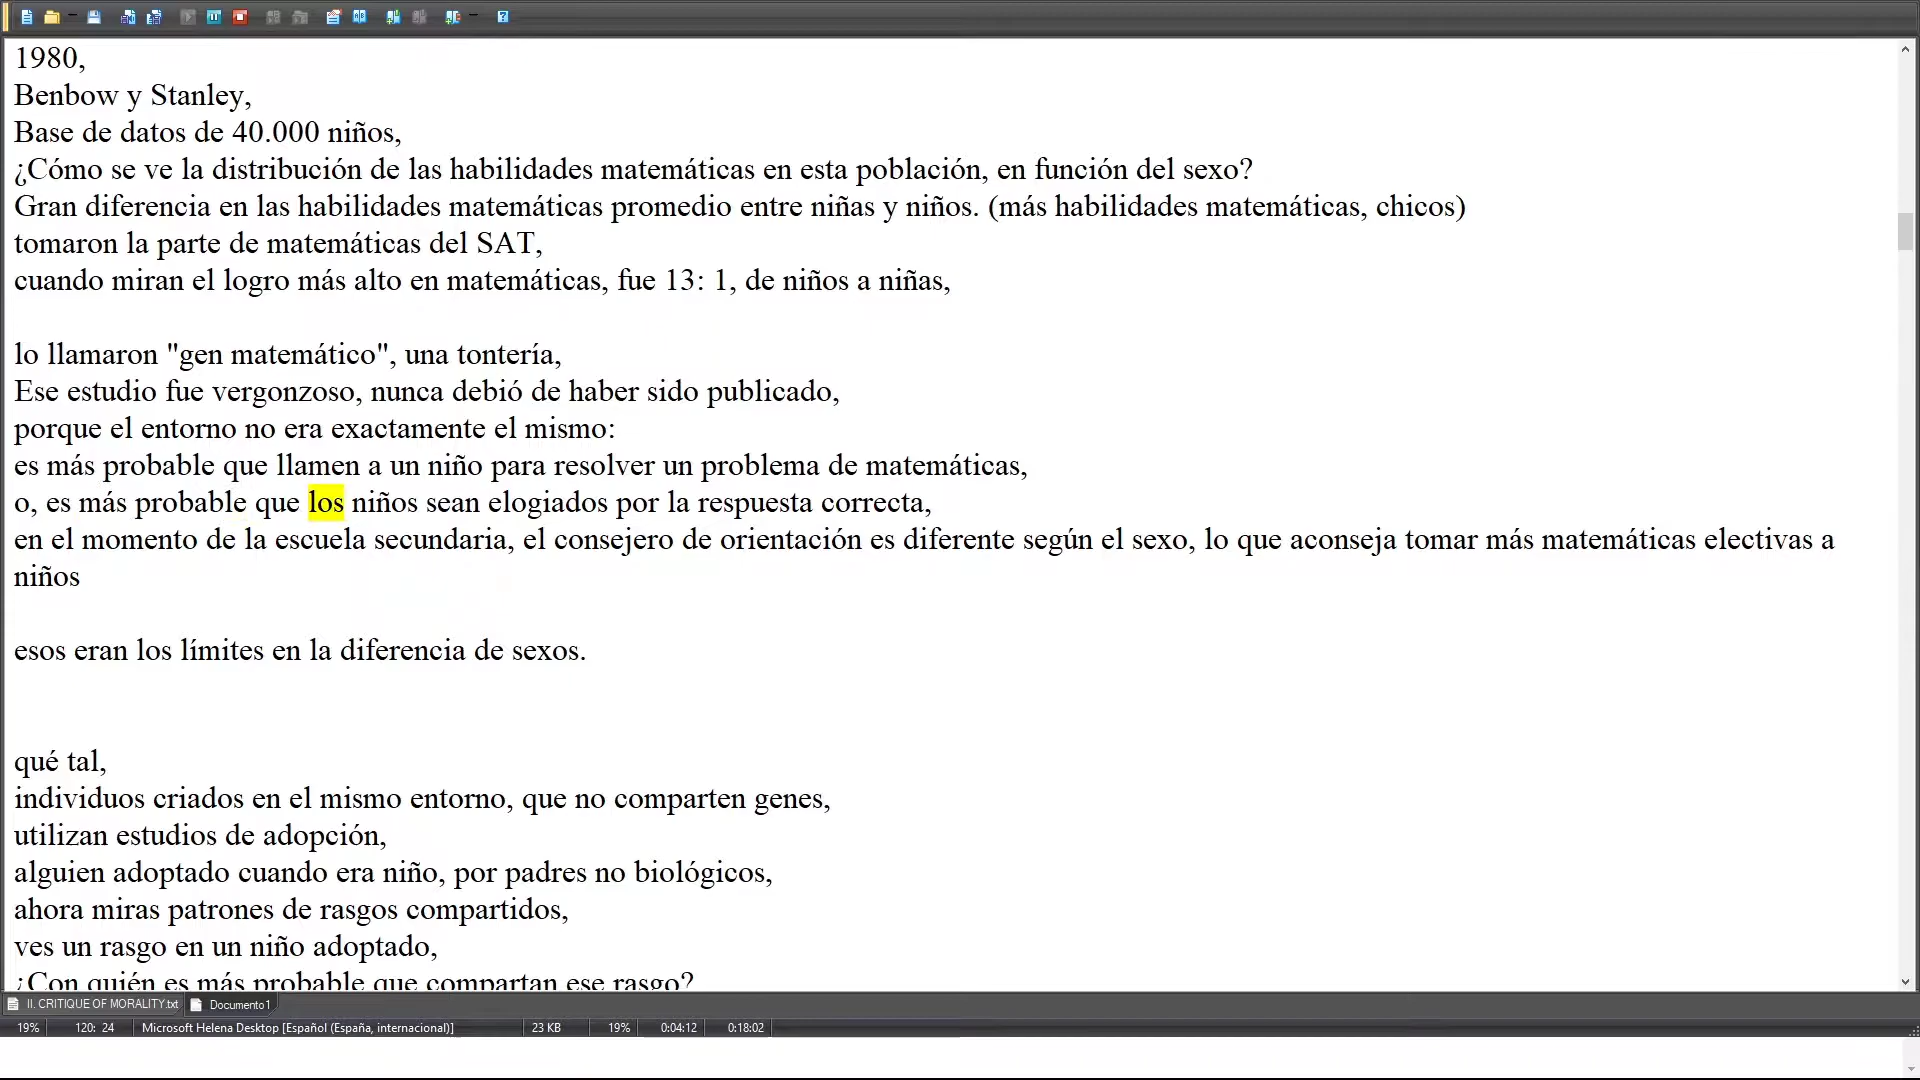 1980,
Benbow y Stanley,
Base de datos de 40.000 niños,
¿Cómo se ve la distribución de las habilidades matemáticas en esta población, en función del sexo?
Gran diferencia en las habilidades matemáticas promedio entre niñas y niños. (más habilidades matemáticas, chicos)
tomaron la parte de matemáticas del SAT,
cuando miran el logro más alto en matemáticas, fue 13: 1, de niños a niñas,
lo llamaron "gen matemático", una tontería,
Ese estudio fue vergonzoso, nunca debió de haber sido publicado,
porque el entorno no era exactamente el mismo:
es más probable que llamen a un niño para resolver un problema de matemáticas,
o, es más probable que los niños sean elogiados por la respuesta correcta,
en el momento de la escuela secundaria, el consejero de orientación es diferente según el sexo, lo que aconseja tomar más matemáticas electivas a
niños
esos eran los límites en la diferencia de sexos.
qué tal,
individuos criados en el mismo entorno, que no comparten genes,
utilizan estudios de adopción,
alguien adoptado cuando era niño, por padres no biológicos,
ahora miras patrones de rasgos compartidos,
ves un rasgo en un niño adoptado,
¿Con quién es más probable que compartan ese rasgo?
II. CRITIQUE OF MORALITY.txt Documento1
19% 120: 24 Microsoft Helena Desktop [Español (España, internacional)] 23 KB 19% 0:04:12 0:18:02